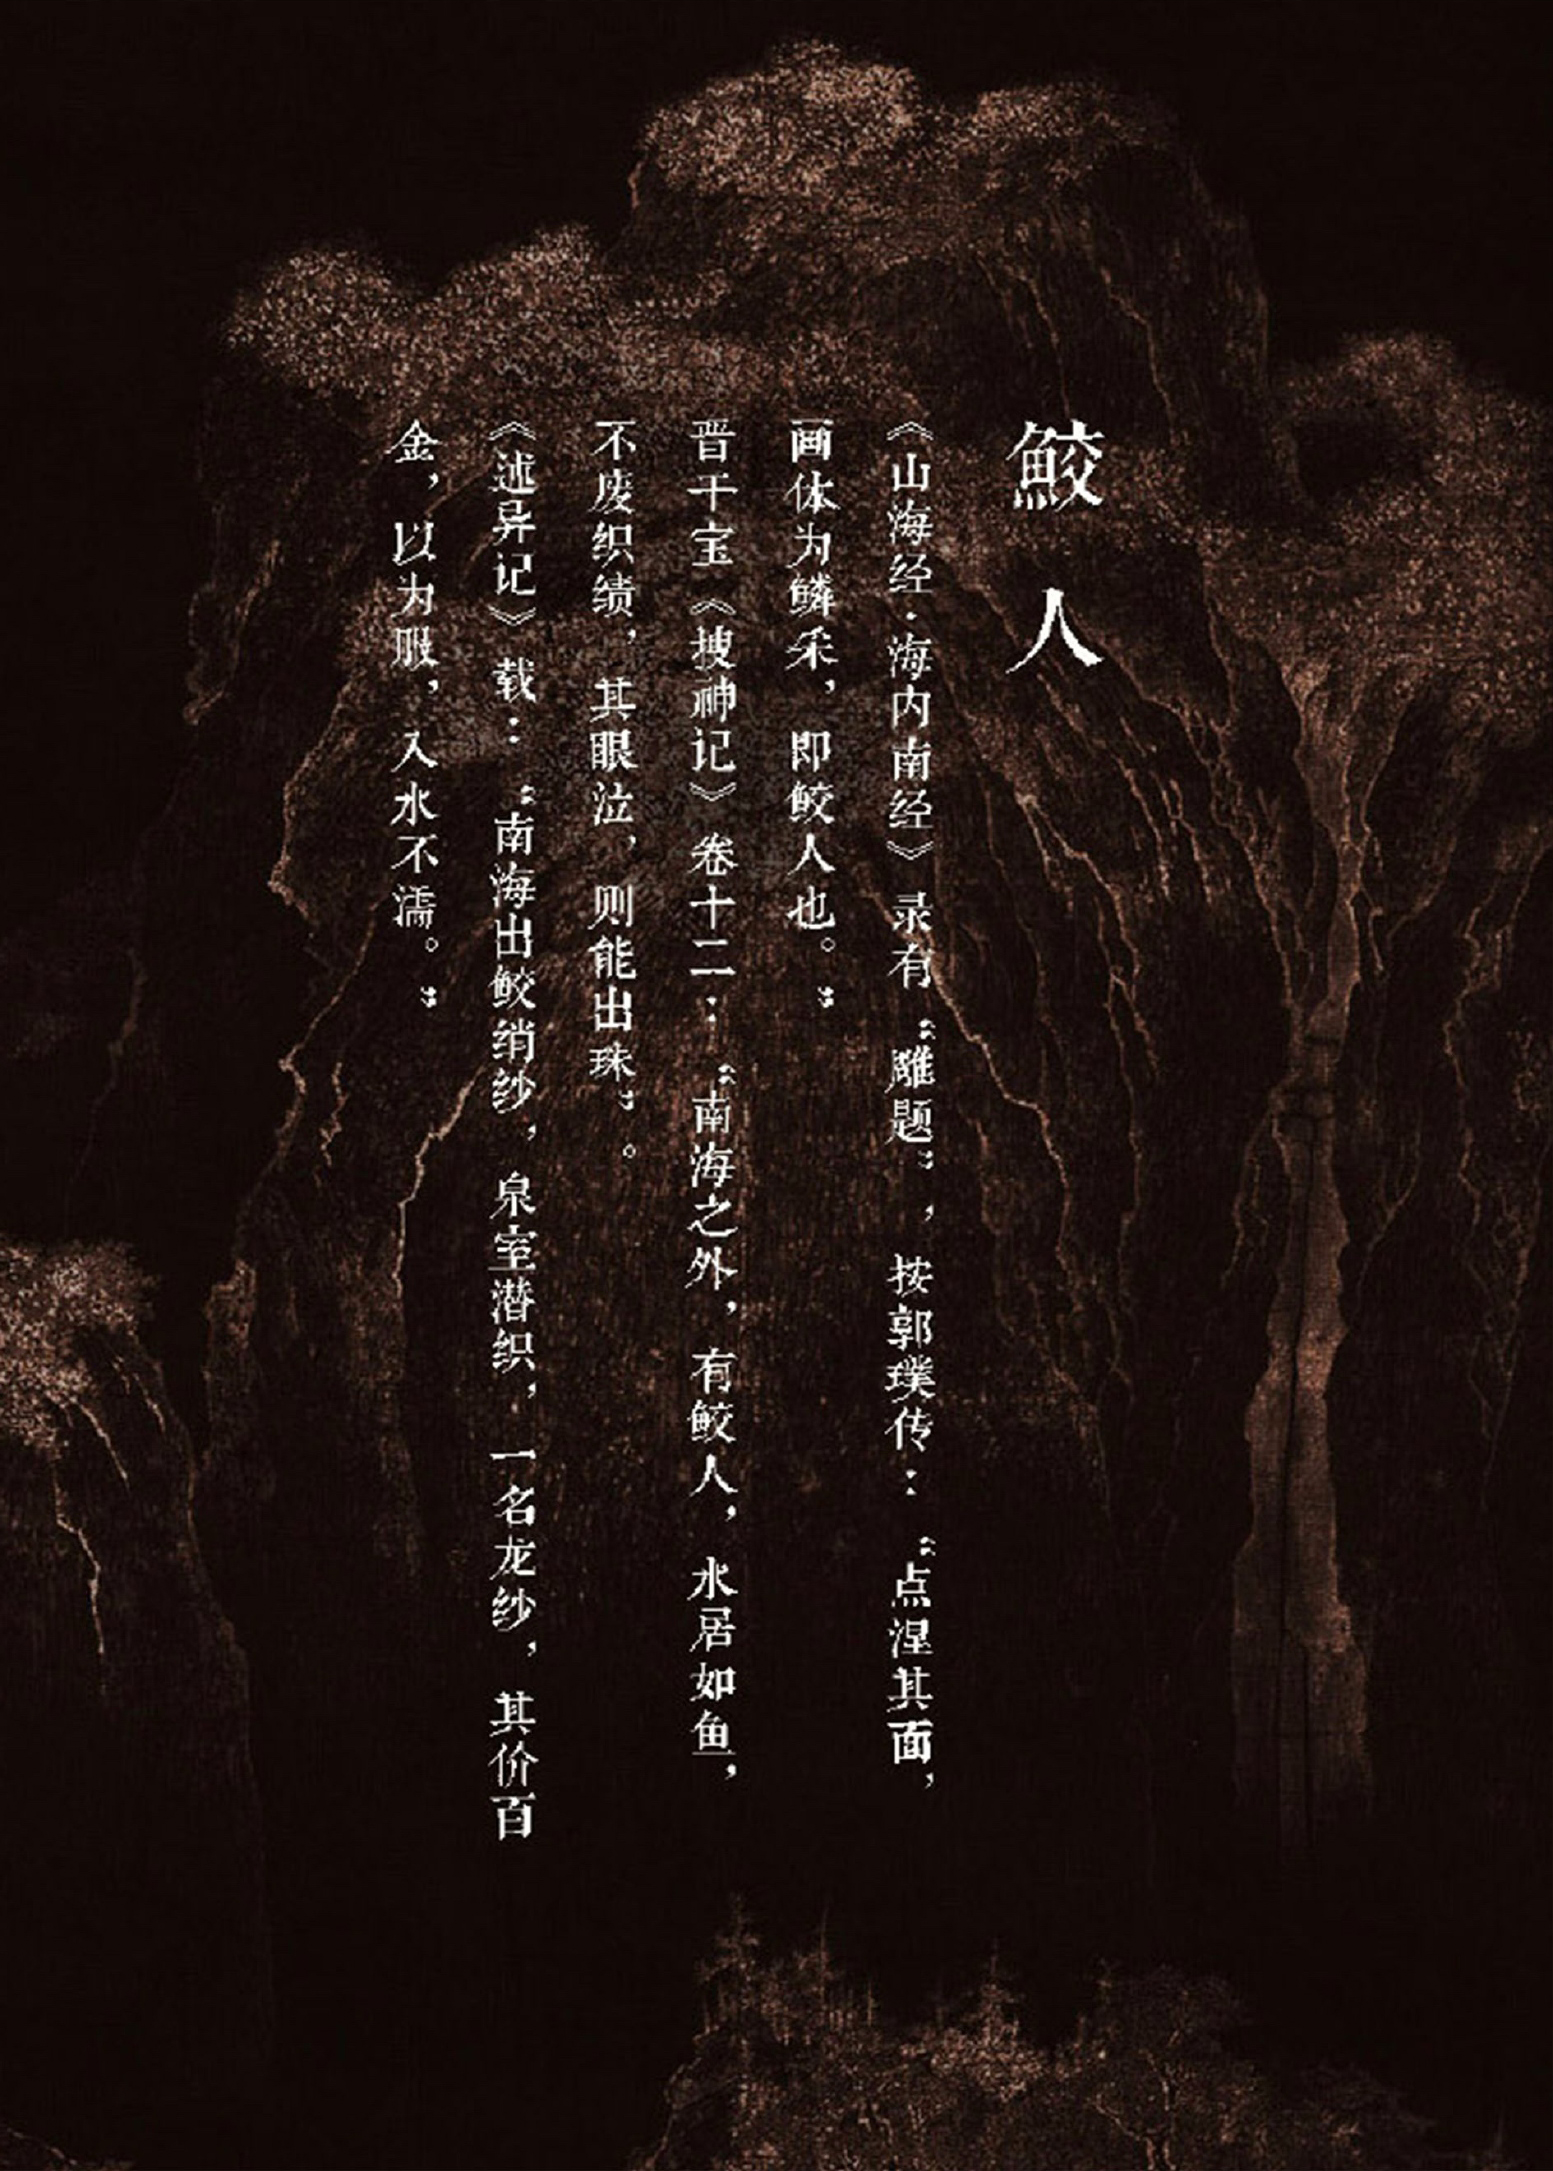 鲛人
《山海经·海内南经》录有“雕题”，按郭璞传：“点涅其面，
画体为鳞采，即鲛人也。”
晋干宝《搜神记》卷十二：“南海之外，有鲛人，水居如鱼，
不废织绩，其眼泣，则能出珠”。
《述异记》载：“南海出鲛绡纱，泉室潜织，一名龙纱，其价百
金，以为服，入水不濡。”